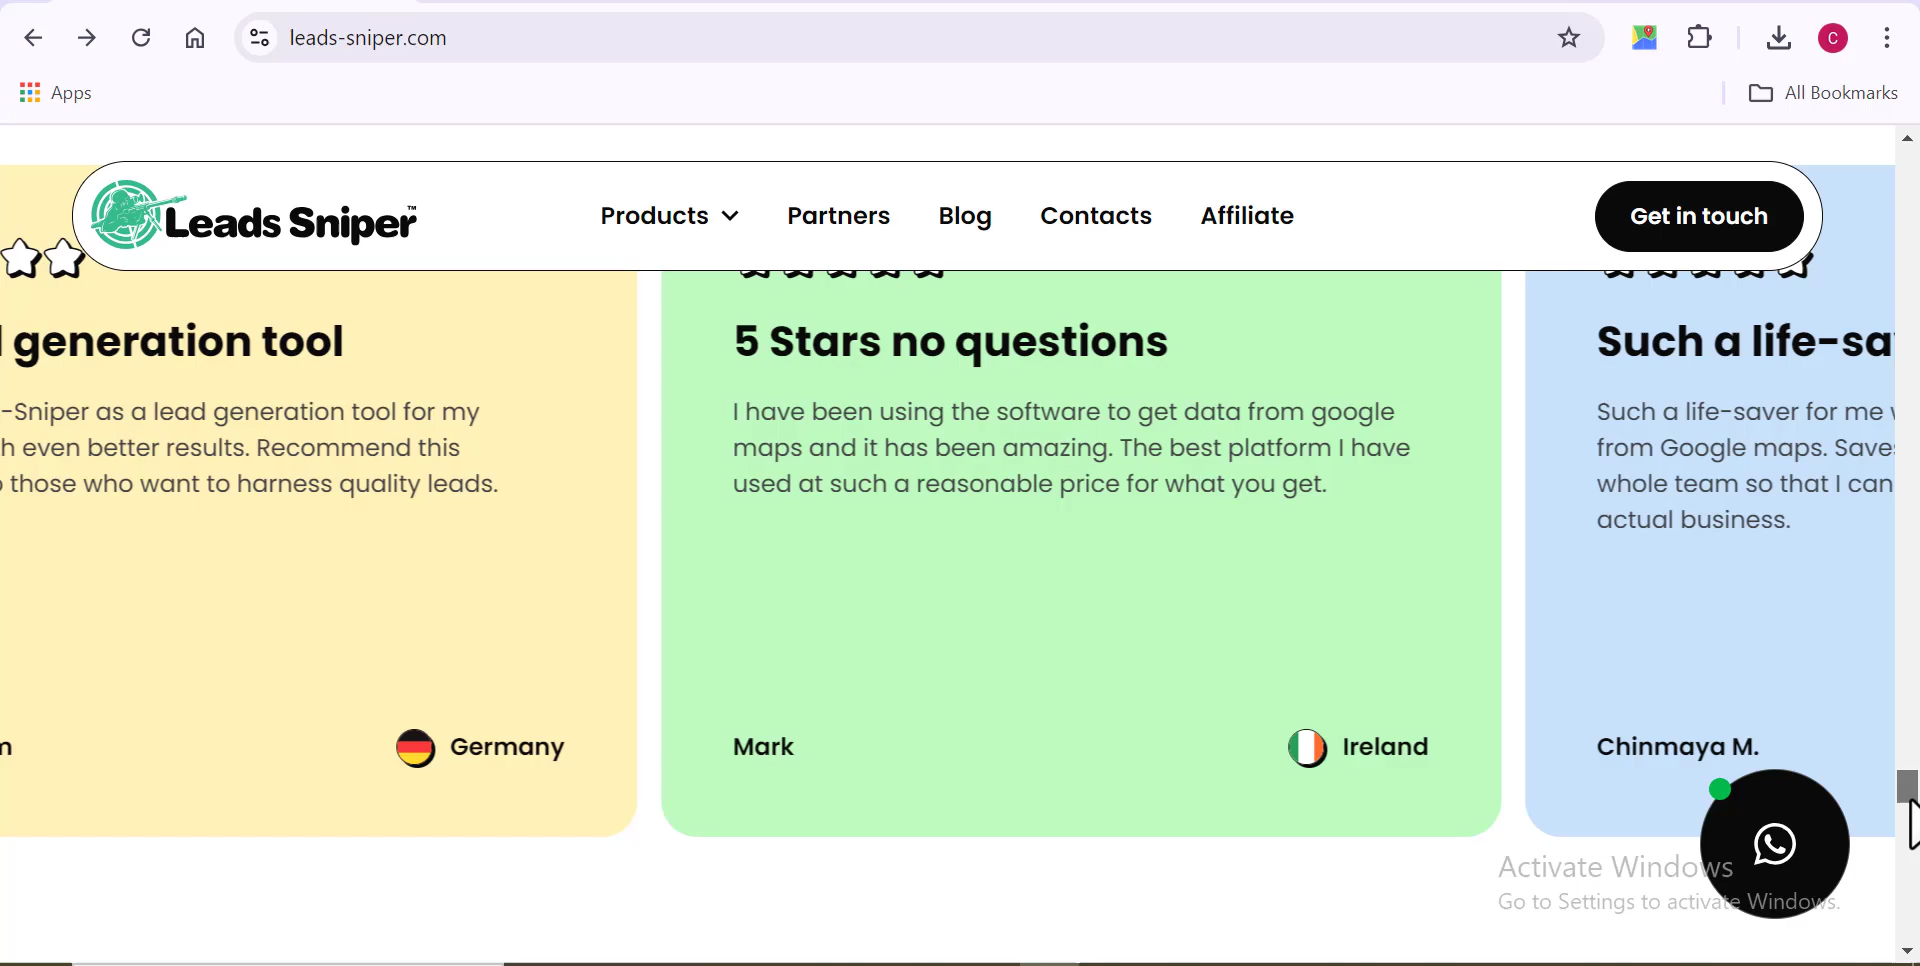 leads-sniper.com
C
Apps
All Bookmarks
Leads Sniper™
Products
Partners
Blog
Contacts
Affiliate
Get in touch
generation tool
-Sniper as a lead generation tool for my
h even better results. Recommend this
those who want to harness quality leads.
Germany
5 Stars no questions
I have been using the software to get data from google
maps and it has been amazing. The best platform I have
used at such a reasonable price for what you get.
Mark
Ireland
Such a life-sa
Such a life-saver for me
from Google maps. Save
whole team so that I can
actual business.
Chinmaya M.
Activate Windows
Go to Settings to activate Windows.